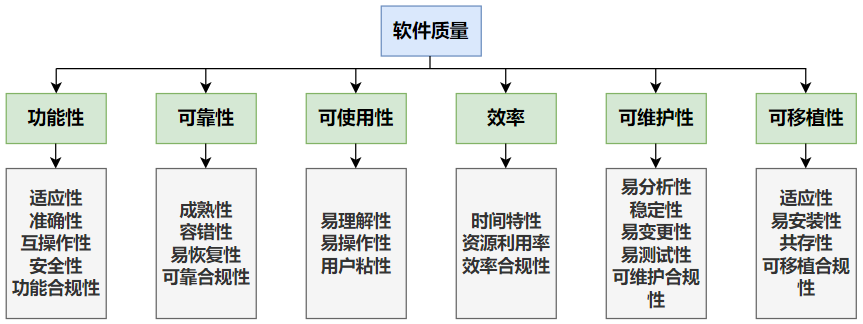 软件质量
功能性
可靠性
可使用性
效率
可维护性
可移植性
适应性
准确性
互操作性
安全性
功能合规性
成熟性
容错性
易恢复性
可靠合规性
易理解性
易操作性
用户粘性
时间特性
资源利用率
效率合规性
易分析性
稳定性
易变更性
易测试性
可维护合规
性
适应性
易安装性
共存性
可移植合规
性